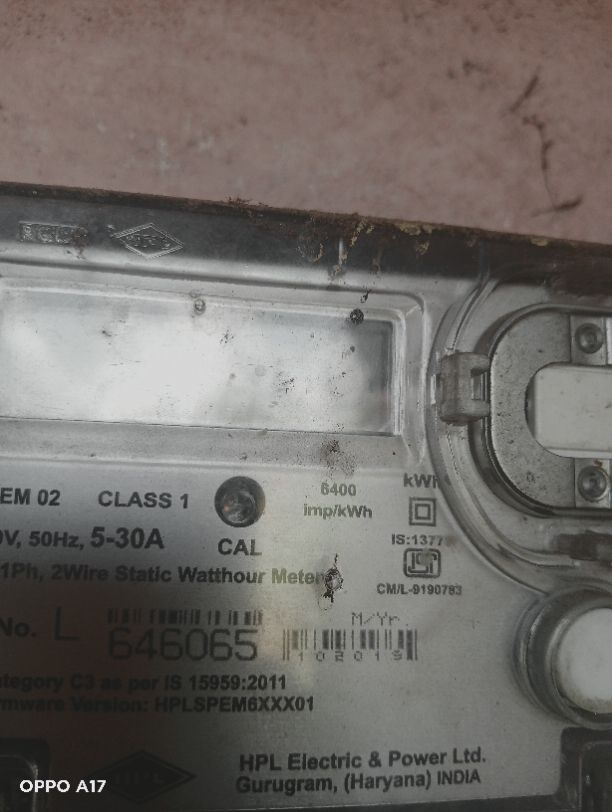 EM 02 CLASS 1
6400
imp/kWh
kWh
V, 50Hz, 5-30A
CAL
IS:1377
1Ph, 2Wire Static Watthour Meter
CM/L-9190783
No. L 646065
M/Yr.
102019
ategory C3 as per IS 15959:2011
mware Version: HPLSPEM6XXX01
HPL
HPL Electric & Power Ltd.
Gurugram, (Haryana) INDIA
OPPO A17